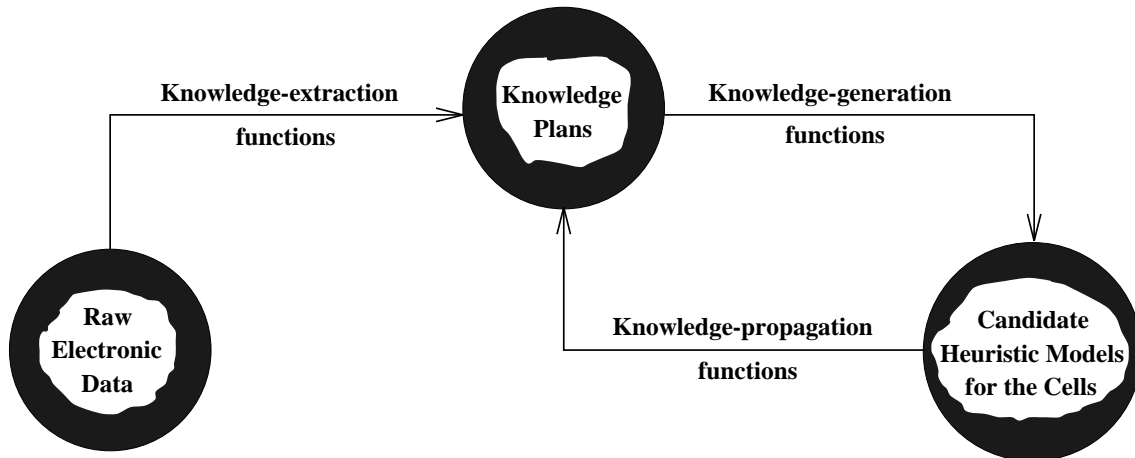 Knowledge-extraction
functions
Knowledge
Plans
Knowledge-generation
functions
Raw
Electronic
Data
Knowledge-propagation
functions
Candidate
Heuristic Models
for the Cells